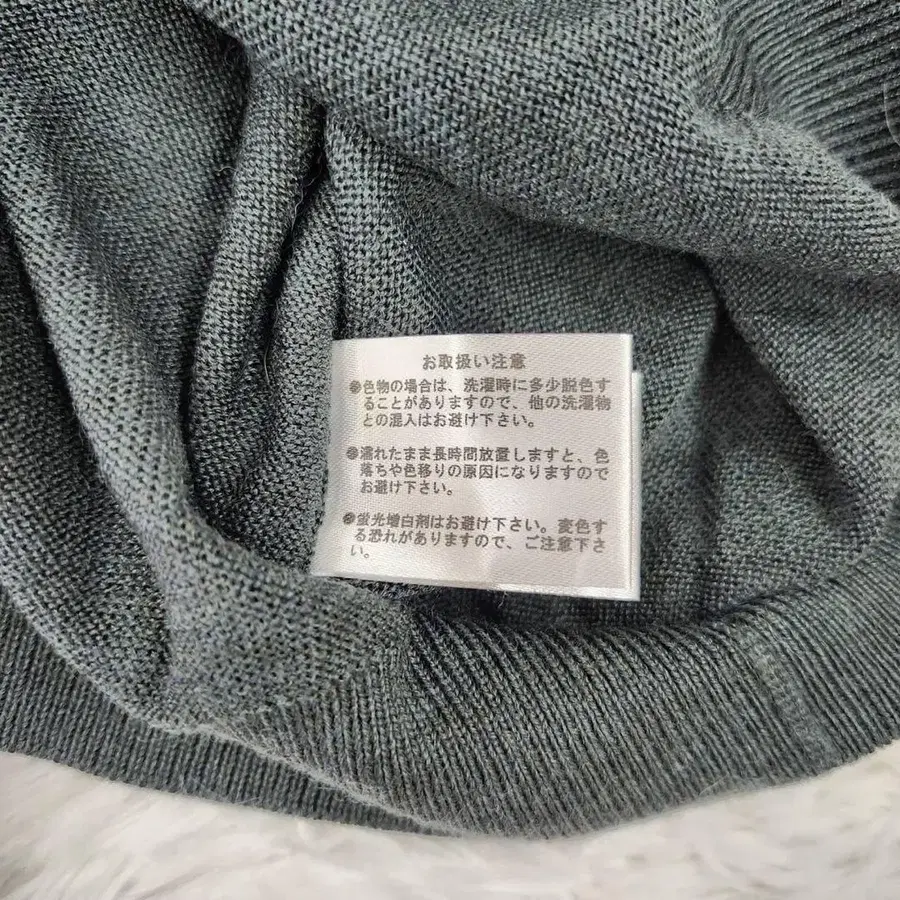 お取扱い注意
●色物の場合は、洗濯時に多少脱色す
ることがありますので、他の洗濯物
との混入はお避け下さい。
●濡れたまま長時間放置しますと、色
落ちや色移りの原因になりますので
お避け下さい。
●蛍光増白剤はお避け下さい。変色す
る恐れがありますので、ご注意下さ
い。